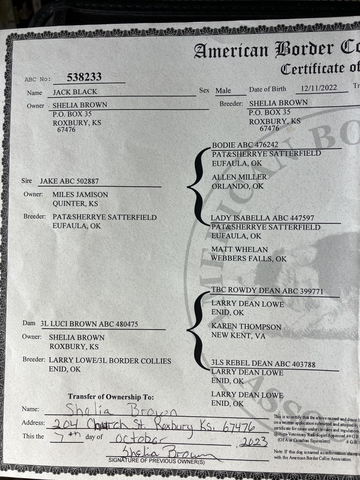 American Border Co
Certificate of
ABC No: 538233
Name JACK BLACK Sex Male Date of Birth 12/11/2022
Owner SHELIA BROWN Breeder: SHELIA BROWN
P.O. BOX 35 P.O. BOX 35
ROXBURY, KS ROXBURY, KS
67476 67476
BODIE ABC 476242
PAT&SHERRYE SATTERFIELD
EUFAULA, OK
Sire JAKE ABC 502887
ALLEN MILLER
ORLANDO, OK
Owner: MILES JAMISON
QUINTER, KS
Breeder: PAT&SHERRYE SATTERFIELD
EUFAULA, OK
LADY ISABELLA ABC 447597
PAT&SHERRYE SATTERFIELD
EUFAULA, OK
MATT WHELAN
WEBBERS FALLS, OK
TBC ROWDY DEAN ABC 399771
LARRY DEAN LOWE
ENID, OK
Dam 3L LUCI BROWN ABC 480475
KAREN THOMPSON
NEW KENT, VA
Owner: SHELIA BROWN
ROXBURY, KS
Breeder: LARRY LOWE/3L BORDER COLLIES
ENID, OK
3LS REBEL DEAN ABC 403788
LARRY DEAN LOWE
ENID, OK
LARRY DEAN LOWE
ENID, OK
Transfer of Ownership To:
Name: Shelia Brown
Address: 204 Church St. Roxbury Ks. 67476
This the 7th day of October 2023
Shelia Brown
SIGNATURE OF PREVIOUS OWNER(S)